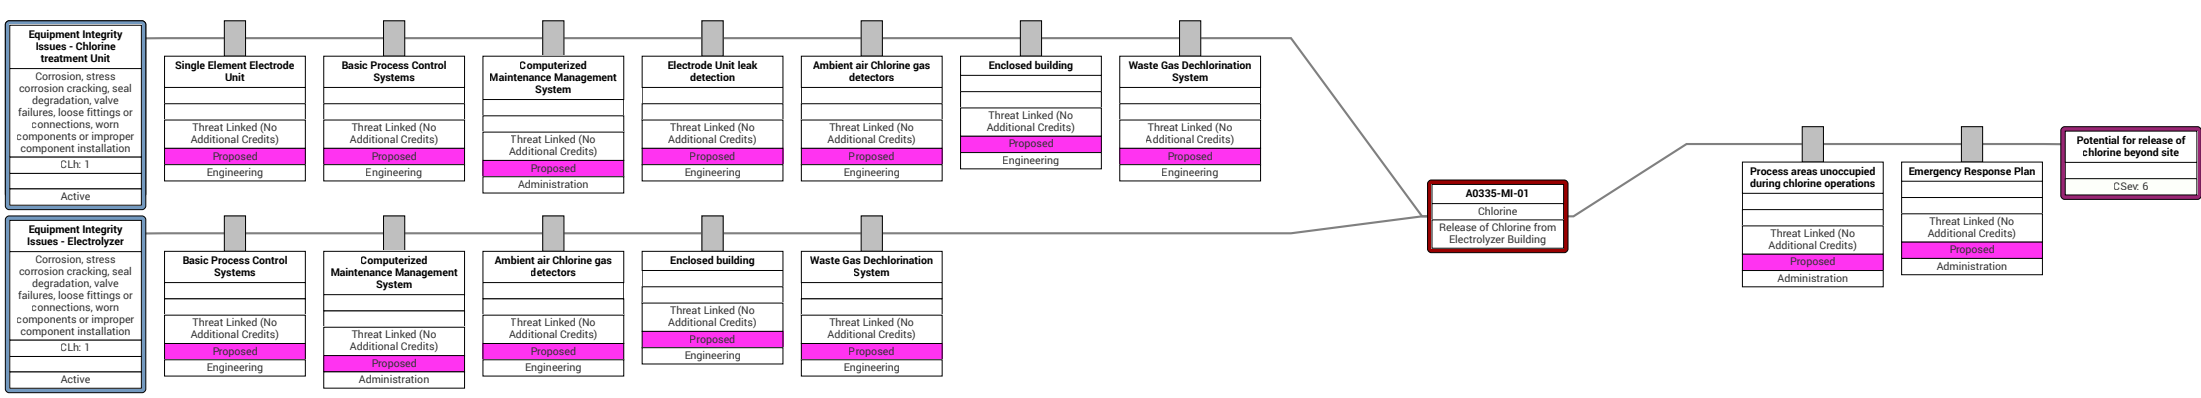 Equipment Integrity
Issues - Chlorine
treatment Unit
Corrosion, stress
corrosion cracking, seal
degradation, valve
failures, loose fittings or
connections, worn
components or improper
component installation
CLh: 1
Active
Single Element Electrode
Unit
Threat Linked (No
Additional Credits)
Proposed
Engineering
Basic Process Control
Systems
Threat Linked (No
Additional Credits)
Proposed
Engineering
Computerized
Maintenance Management
System
Threat Linked (No
Additional Credits)
Proposed
Administration
Electrode Unit leak
detection
Threat Linked (No
Additional Credits)
Proposed
Engineering
Ambient air Chlorine gas
detectors
Threat Linked (No
Additional Credits)
Proposed
Engineering
Enclosed building
Threat Linked (No
Additional Credits)
Proposed
Engineering
Waste Gas Dechlorination
System
Threat Linked (No
Additional Credits)
Proposed
Engineering
Equipment Integrity
Issues - Electrolyzer
Corrosion, stress
corrosion cracking, seal
degradation, valve
failures, loose fittings or
connections, worn
components or improper
component installation
CLh: 1
Active
Basic Process Control
Systems
Threat Linked (No
Additional Credits)
Proposed
Engineering
Computerized
Maintenance Management
System
Threat Linked (No
Additional Credits)
Proposed
Administration
Ambient air Chlorine gas
detectors
Threat Linked (No
Additional Credits)
Proposed
Engineering
Enclosed building
Threat Linked (No
Additional Credits)
Proposed
Engineering
Waste Gas Dechlorination
System
Threat Linked (No
Additional Credits)
Proposed
Engineering
A0335-MI-01
Chlorine
Release of Chlorine from
Electrolyzer Building
Process areas unoccupied
during chlorine operations
Threat Linked (No
Additional Credits)
Proposed
Administration
Emergency Response Plan
Threat Linked (No
Additional Credits)
Proposed
Administration
Potential for release of
chlorine beyond site
CSev: 6